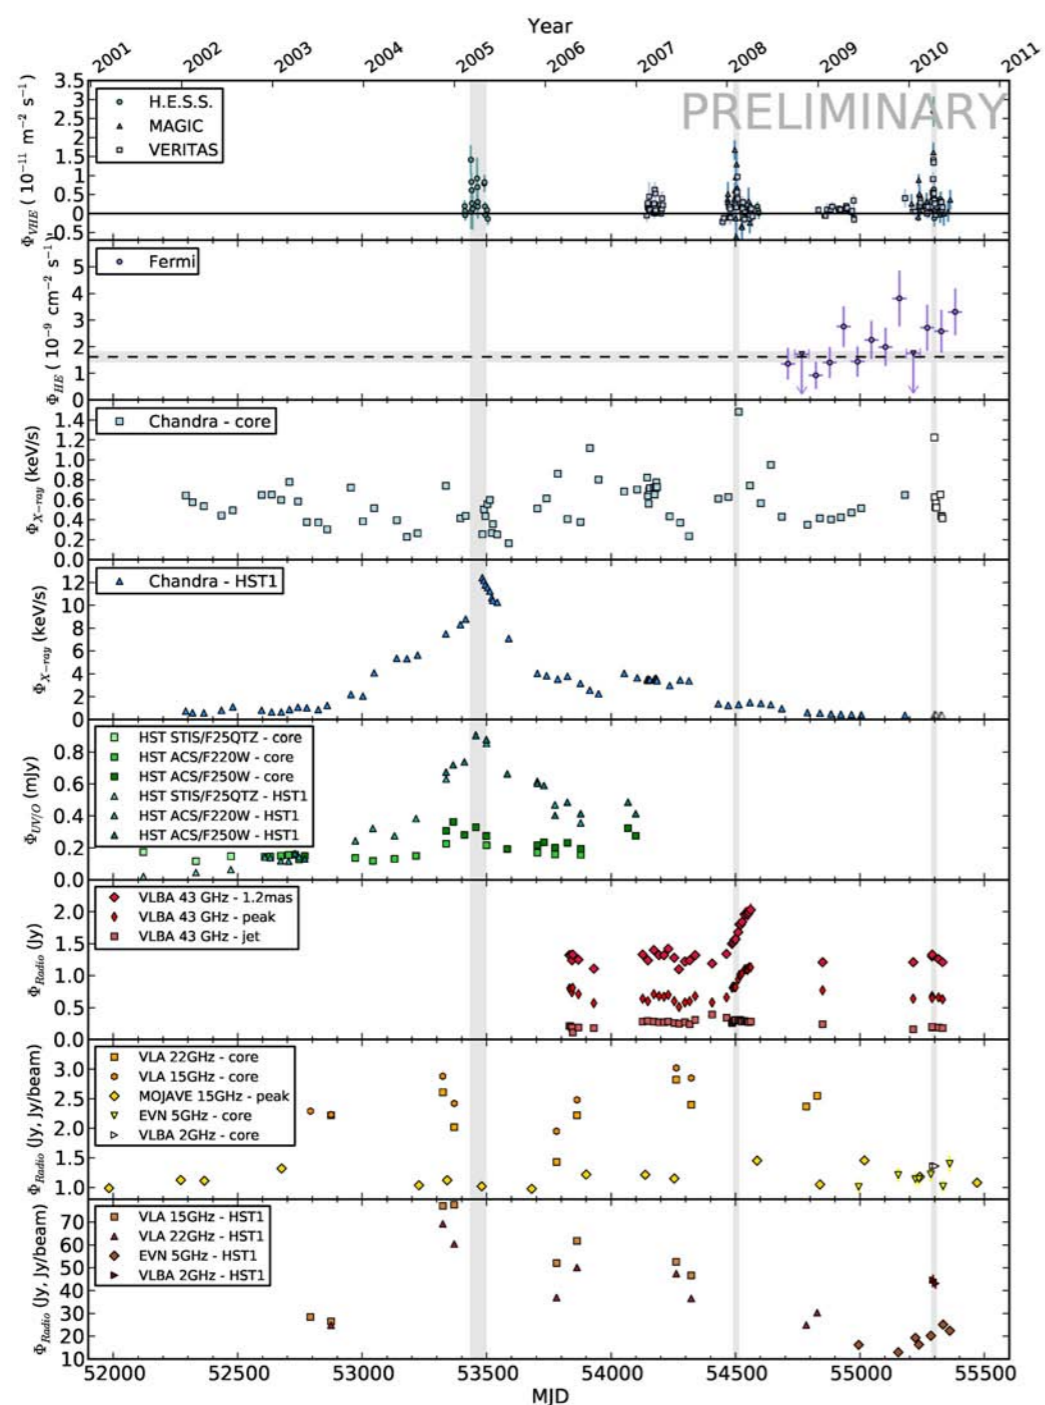 Year
2001 2002 2003 2004 2005 2006 2007 2008 2009 2010 2011
PRELIMINARY
Φ_VHE ( 10⁻¹¹ m⁻² s⁻¹)
3.5
3.0
2.5
2.0
1.5
1.0
0.5
0
-0.5
H.E.S.S.
MAGIC
VERITAS
Φ_HE ( 10⁻⁹ cm⁻² s⁻¹)
5
4
3
2
1
0
Fermi
Φ_X−ray (keV/s)
1.4
1.2
1.0
0.8
0.6
0.4
0.2
0.0
Chandra - core
Φ_X−ray (keV/s)
12
10
8
6
4
2
0
Chandra - HST1
Φ_UV/O (mJy)
0.8
0.6
0.4
0.2
0.0
HST STIS/F25QTZ - core
HST ACS/F220W - core
HST ACS/F250W - core
HST STIS/F25QTZ - HST1
HST ACS/F220W - HST1
HST ACS/F250W - HST1
Φ_Radio (Jy)
2.0
1.5
1.0
0.5
0.0
VLBA 43 GHz - 1.2mas
VLBA 43 GHz - peak
VLBA 43 GHz - jet
Φ_Radio (Jy, Jy/beam)
3.0
2.5
2.0
1.5
1.0
VLA 22GHz - core
VLA 15GHz - core
MOJAVE 15GHz - peak
EVN 5GHz - core
VLBA 2GHz - core
Φ_Radio (Jy, Jy/beam)
70
60
50
40
30
20
10
VLA 15GHz - HST1
VLA 22GHz - HST1
EVN 5GHz - HST1
VLBA 2GHz - HST1
52000 52500 53000 53500 54000 54500 55000 55500
MJD